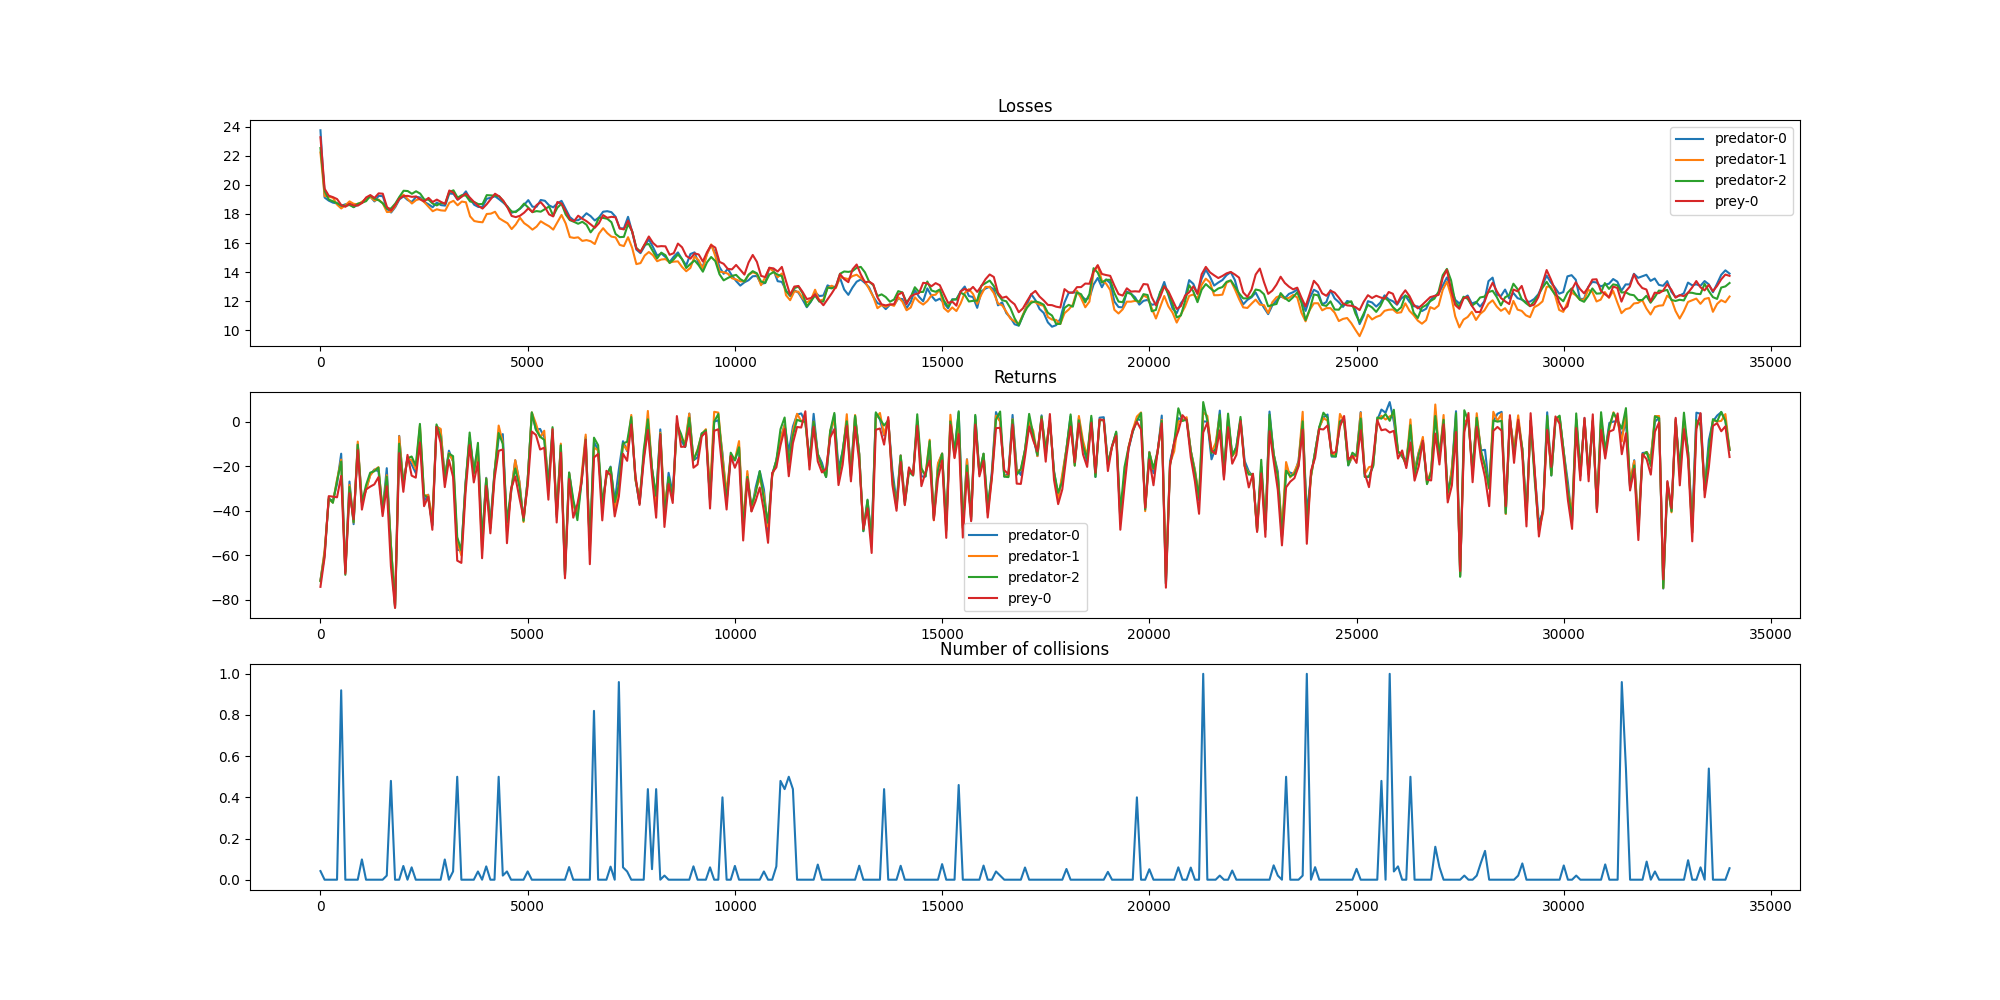 Losses
24
22
20
18
16
14
12
10
predator-0
predator-1
predator-2
prey-0
0 5000 10000 15000 20000 25000 30000 35000
Returns
0
−20
−40
−60
−80
predator-0
predator-1
predator-2
prey-0
0 5000 10000 15000 20000 25000 30000 35000
Number of collisions
1.0
0.8
0.6
0.4
0.2
0.0
0 5000 10000 15000 20000 25000 30000 35000